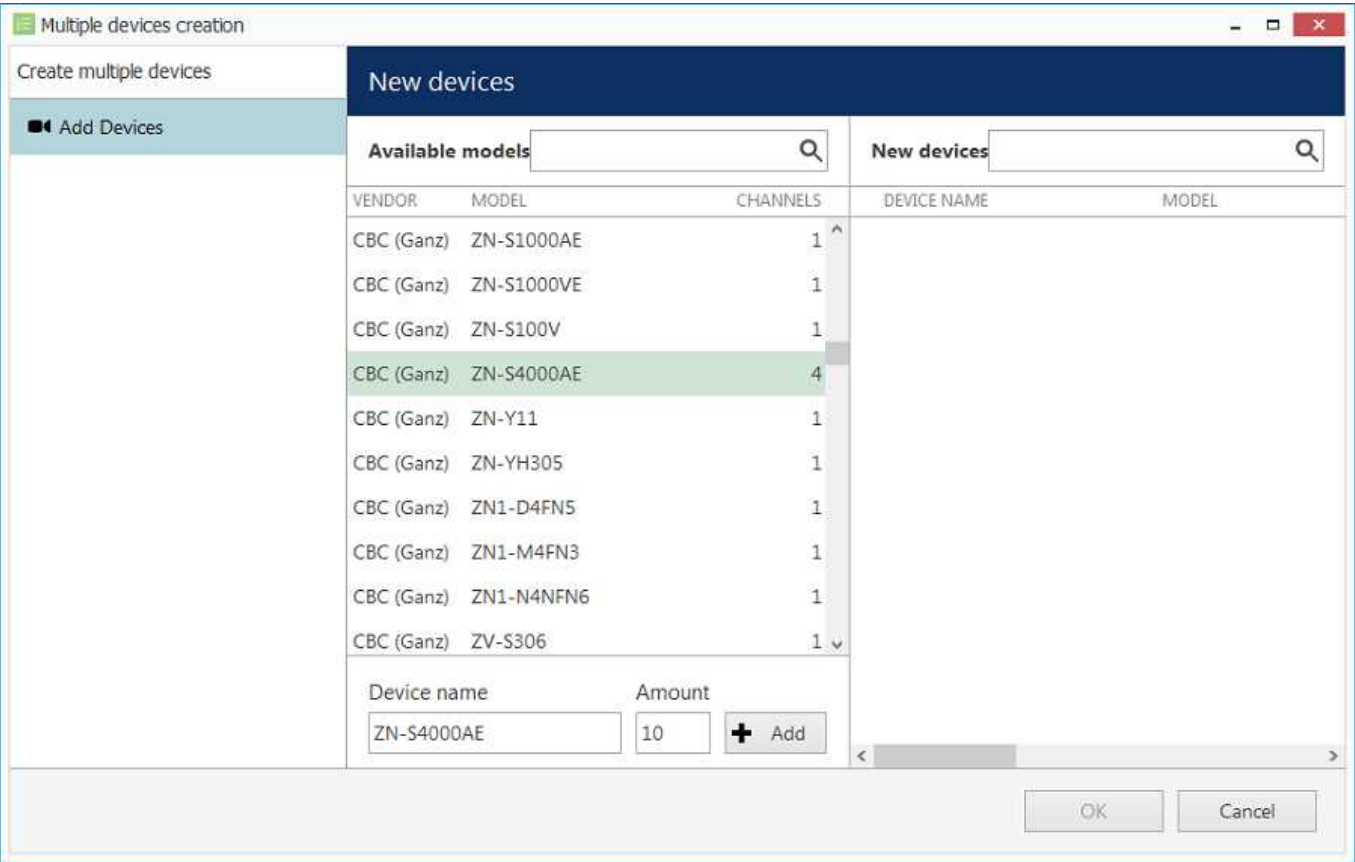 Multiple devices creation
Create multiple devices
New devices
Add Devices
Available models
New devices
VENDOR MODEL CHANNELS
DEVICE NAME MODEL
CBC (Ganz) ZN-S1000AE 1
CBC (Ganz) ZN-S1000VE 1
CBC (Ganz) ZN-S100V 1
CBC (Ganz) ZN-S4000AE 4
CBC (Ganz) ZN-Y11 1
CBC (Ganz) ZN-YH305 1
CBC (Ganz) ZN1-D4FN5 1
CBC (Ganz) ZN1-M4FN3 1
CBC (Ganz) ZN1-N4NFN6 1
CBC (Ganz) ZV-S306 1
Device name Amount
ZN-S4000AE 10 Add
OK Cancel